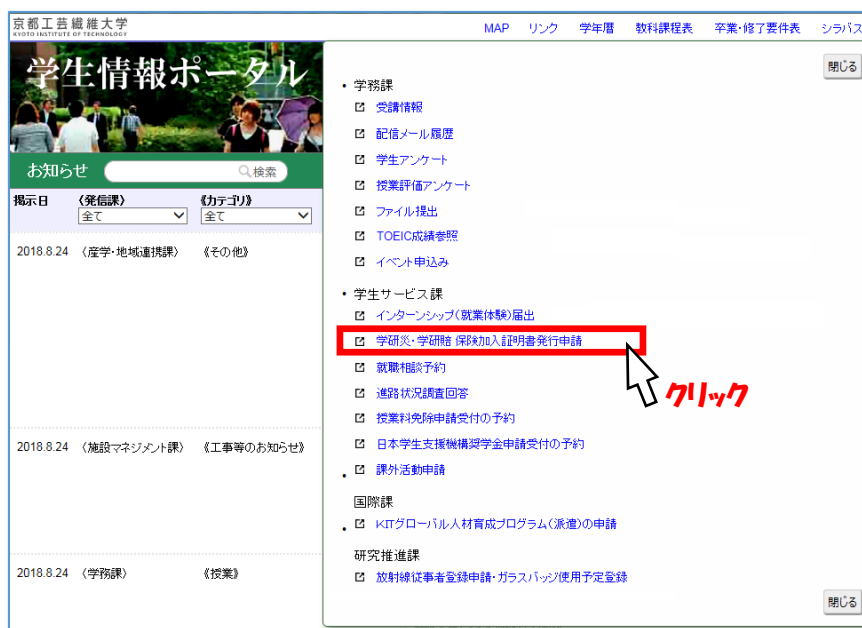 京都工芸繊維大学
KYOTO INSTITUTE OF TECHNOLOGY
MAP リンク 学年暦 教科課程表 卒業・修了要件表 シラバス
学生情報ポータル
お知らせ 検索
掲示日 《発信課》 《カテゴリ》
全て 全て
2018.8.24 〈産学・地域連携課〉 《その他》
2018.8.24 〈施設マネジメント課〉 《工事等のお知らせ》
2018.8.24 〈学務課〉 《授業》
閉じる
・学務課
受講情報
配信メール履歴
学生アンケート
授業評価アンケート
ファイル提出
TOEIC成績参照
イベント申込み
・学生サービス課
インターンシップ(就業体験)届出
学研災・学研賠 保険加入証明書発行申請
クリック
就職相談予約
進路状況調査回答
授業料免除申請受付の予約
日本学生支援機構奨学金申請受付の予約
課外活動申請
国際課
KITグローバル人材育成プログラム(派遣)の申請
研究推進課
放射線従事者登録申請・ガラスバッジ使用予定登録
閉じる